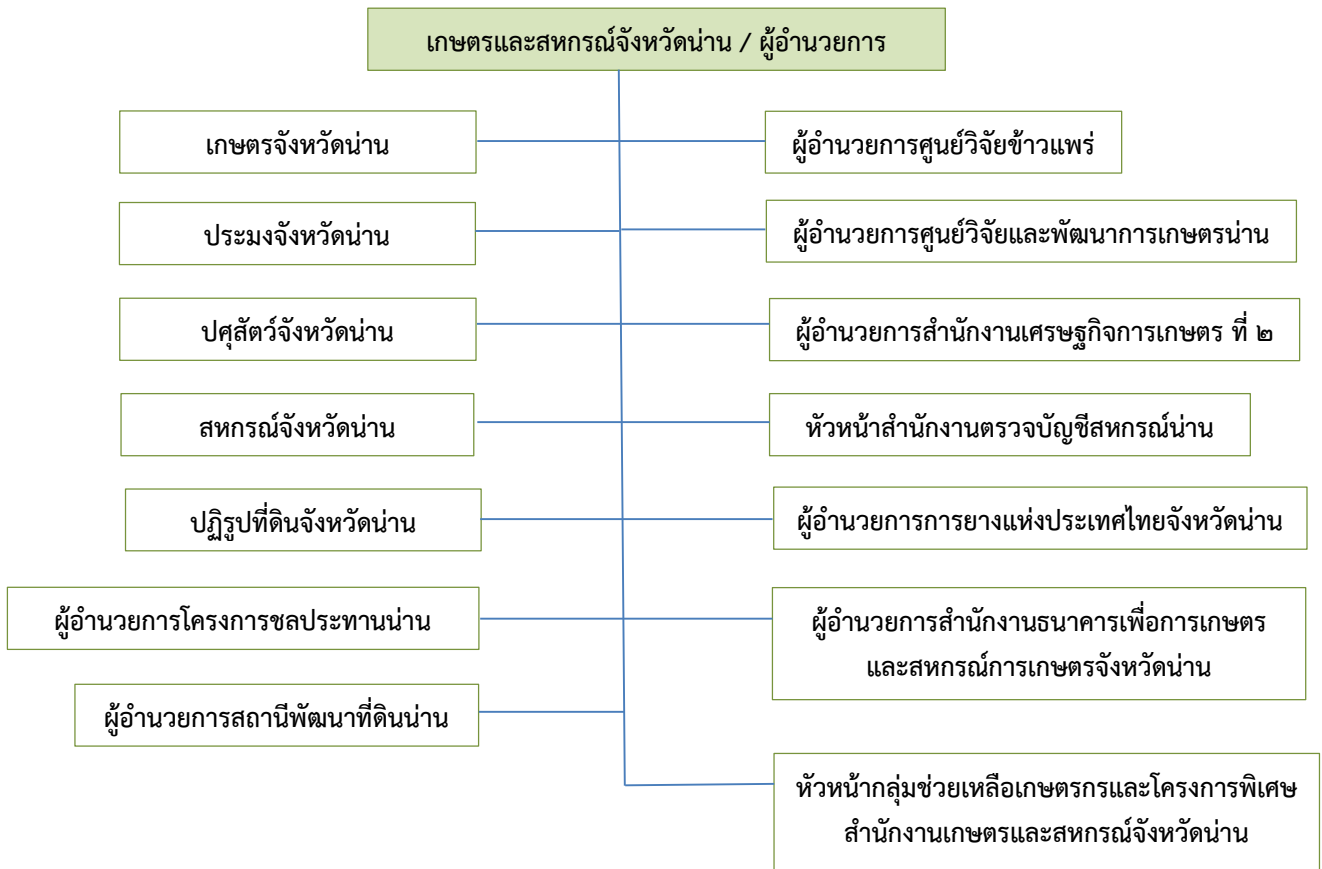 เกษตรและสหกรณ์จังหวัดน่าน / ผู้อำนวยการ
เกษตรจังหวัดน่าน
ผู้อำนวยการศูนย์วิจัยข้าวแพร่
ประมงจังหวัดน่าน
ผู้อำนวยการศูนย์วิจัยและพัฒนาการเกษตรน่าน
ปศุสัตว์จังหวัดน่าน
ผู้อำนวยการสำนักงานเศรษฐกิจการเกษตร ที่ ๒
สหกรณ์จังหวัดน่าน
หัวหน้าสำนักงานตรวจบัญชีสหกรณ์น่าน
ปฏิรูปที่ดินจังหวัดน่าน
ผู้อำนวยการการยางแห่งประเทศไทยจังหวัดน่าน
ผู้อำนวยการโครงการชลประทานน่าน
ผู้อำนวยการสำนักงานธนาคารเพื่อการเกษตร
และสหกรณ์การเกษตรจังหวัดน่าน
ผู้อำนวยการสถานีพัฒนาที่ดินน่าน
หัวหน้ากลุ่มช่วยเหลือเกษตรกรและโครงการพิเศษ
สำนักงานเกษตรและสหกรณ์จังหวัดน่าน